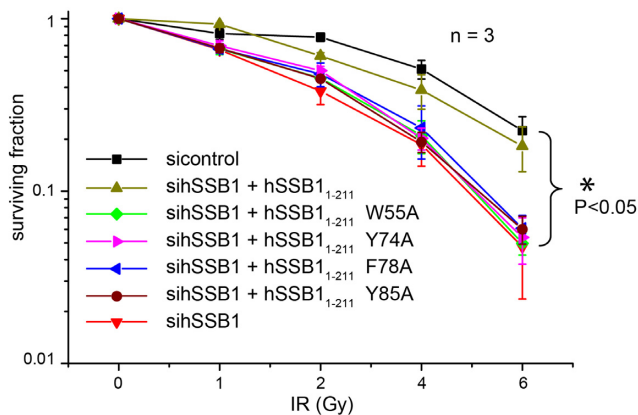 1
n = 3
surviving fraction
sicontrol
sihSSB1 + hSSB1₁₋₂₁₁
sihSSB1 + hSSB1₁₋₂₁₁ W55A
0.1
sihSSB1 + hSSB1₁₋₂₁₁ Y74A
sihSSB1 + hSSB1₁₋₂₁₁ F78A
sihSSB1 + hSSB1₁₋₂₁₁ Y85A
sihSSB1
*
P<0.05
0.01
0 1 2 4 6
IR (Gy)